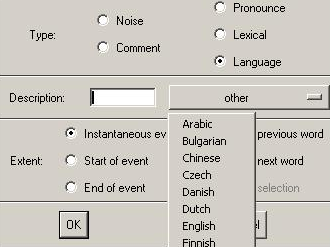 Pronounce
Type: Noise
Lexical
Comment
Language
Description: other
Arabic
Instantaneous ev previous word
Bulgarian
Chinese
Extent: Start of event next word
Czech
Danish
End of event selection
Dutch
OK English el
Finnish